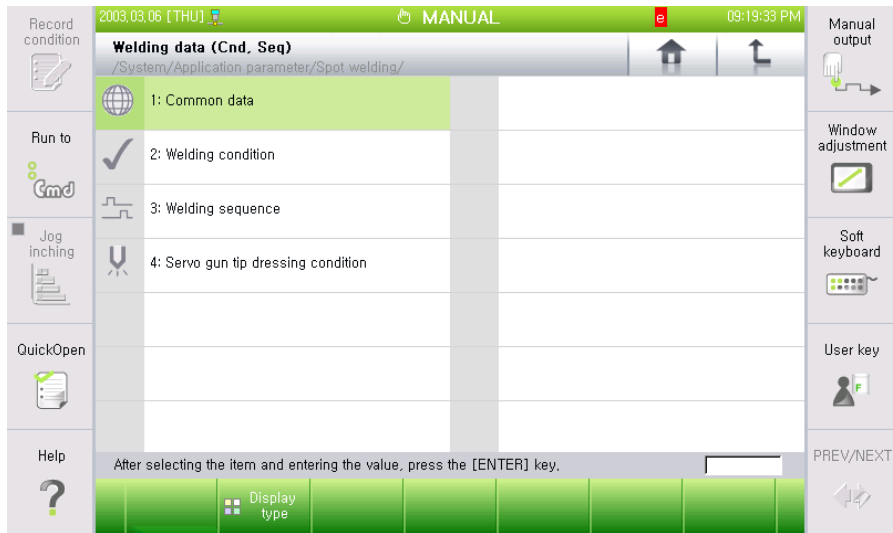 Record
condition
Run to
Cmd
Jog
inching
QuickOpen
Help
2003,03,06 [THU]
MANUAL
e
09:19:33 PM
Welding data (Cnd, Seq)
/System/Application parameter/Spot welding/
1: Common data
2: Welding condition
3: Welding sequence
4: Servo gun tip dressing condition
After selecting the item and entering the value, press the [ENTER] key,
Display
type
Manual
output
Window
adjustment
Soft
keyboard
User key
F
PREV/NEXT